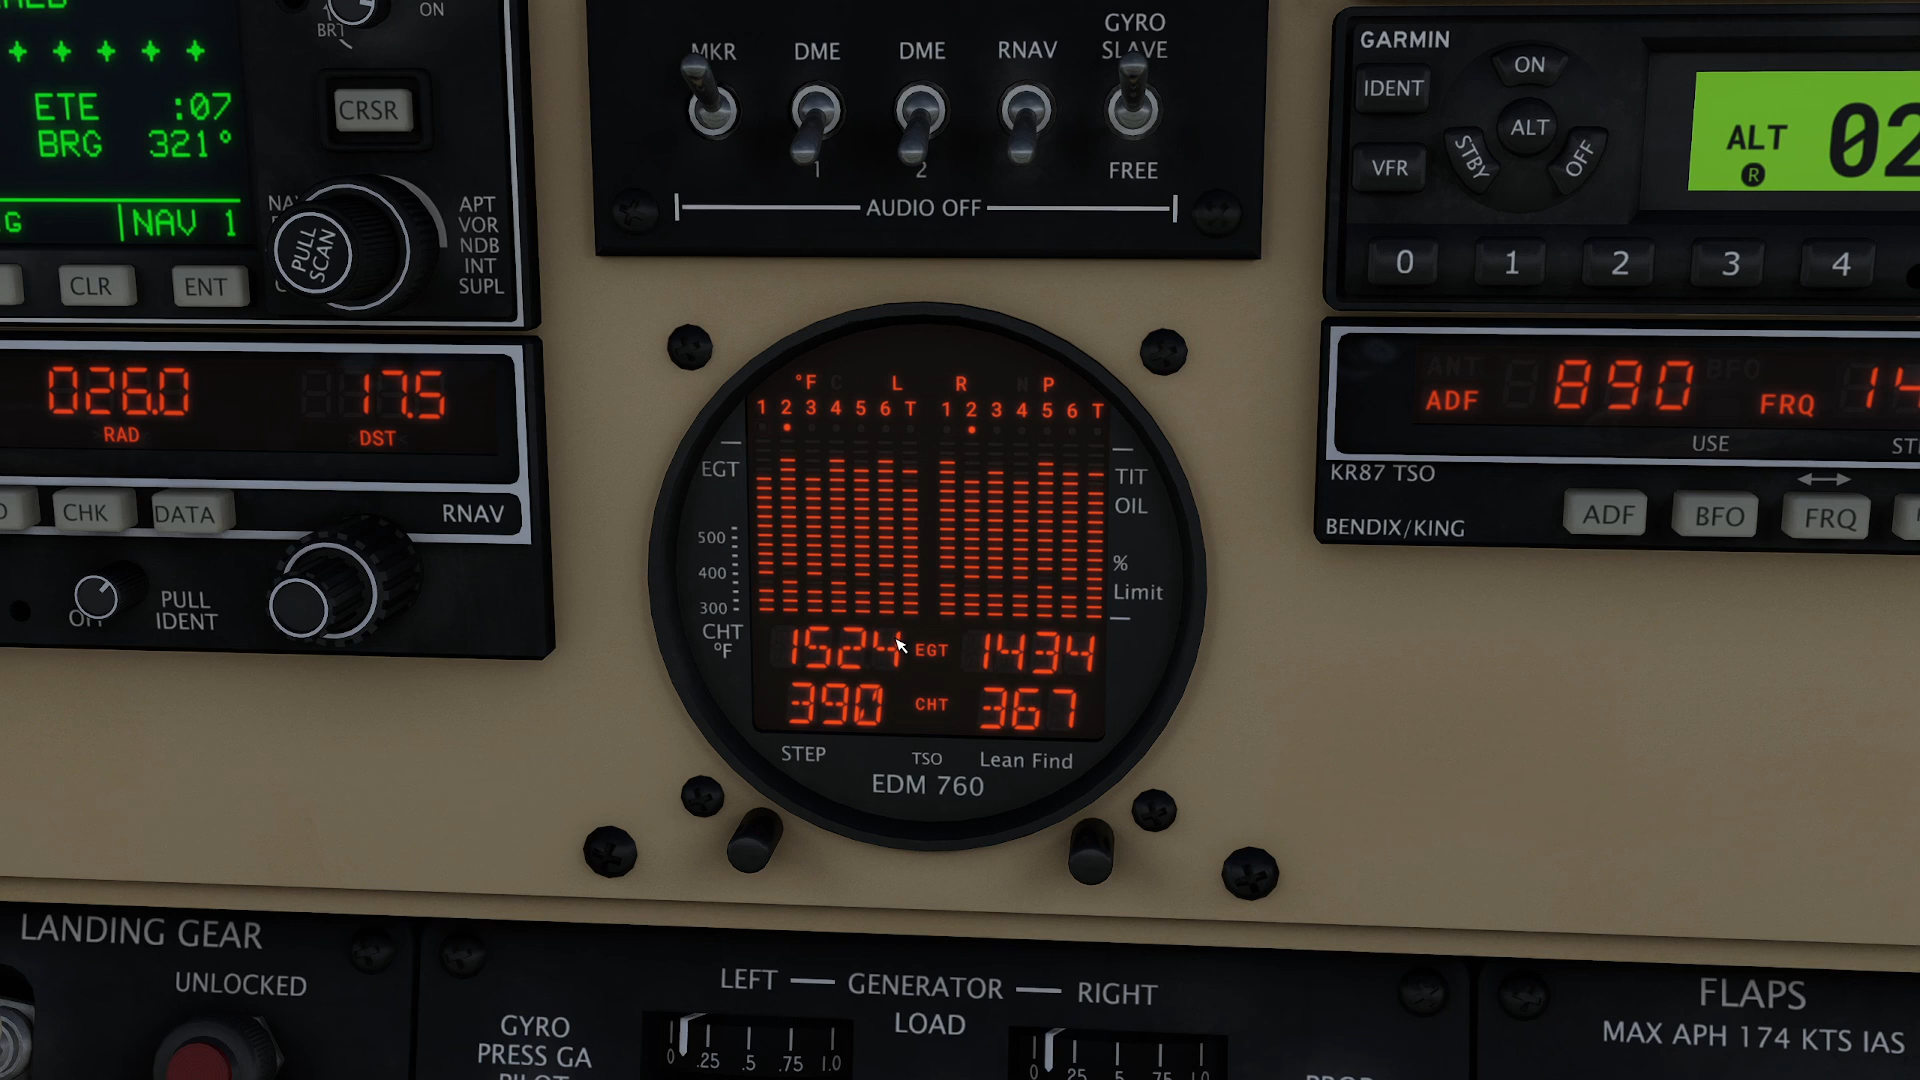 ON
BRT
ETE :07
BRG 321°
CRSR
NAV 1
PULL
SCAN
APT
VOR
NDB
INT
SUPL
CLR
ENT
026.0
RAD
17.5
DST
CHK
DATA
RNAV
PULL
IDENT
MKR
DME
DME
RNAV
GYRO
SLAVE
1
2
FREE
AUDIO OFF
GARMIN
IDENT
ON
ALT
STBY
OFF
VFR
ALT
R
0 1 2 3 4
ADF
890
FRQ
USE
KR87 TSO
BENDIX/KING
ADF
BFO
FRQ
°F L R P
1 2 3 4 5 6 T 1 2 3 4 5 6 T
EGT
TIT
OIL
500
400
300
%
Limit
CHT
°F
1524 EGT 1434
390 CHT 367
STEP
TSO
Lean Find
EDM 760
LANDING GEAR
UNLOCKED
GYRO
PRESS GA
LEFT
GENERATOR
RIGHT
LOAD
0 .25 .5 .75 1.0
FLAPS
MAX APH 174 KTS IAS